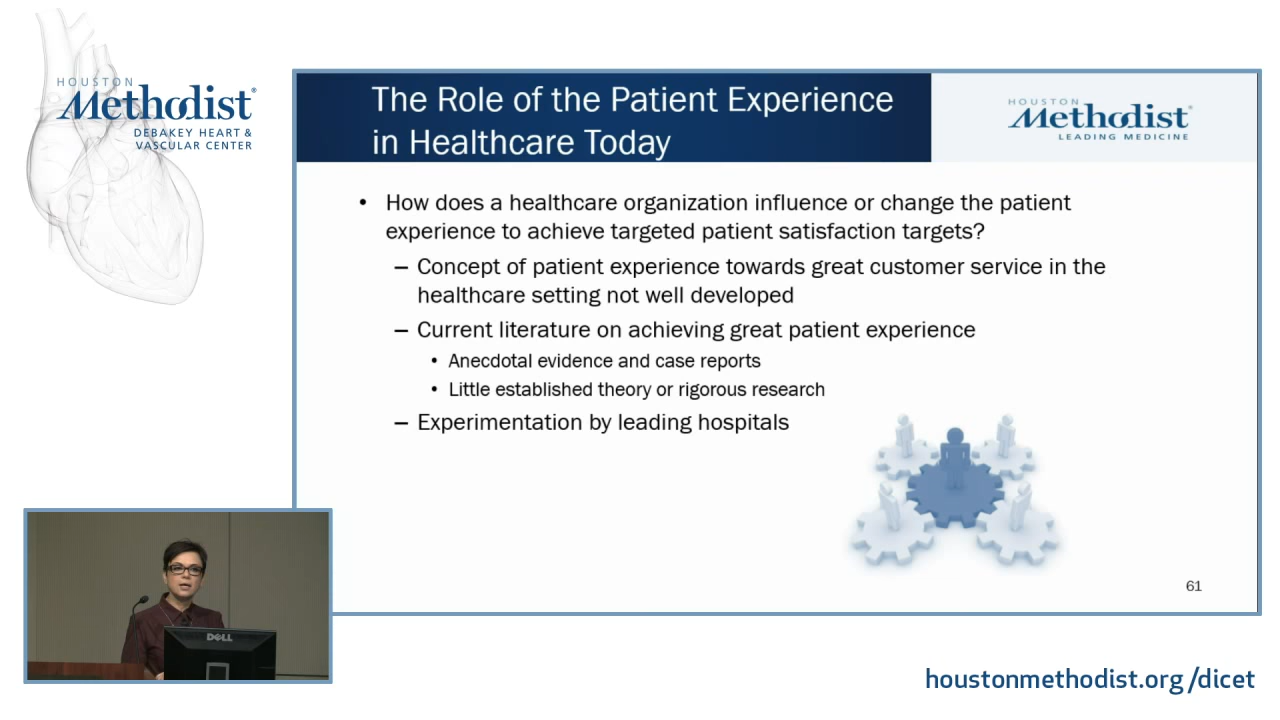 HOUSTON
Methodist®
DEBAKEY HEART &
VASCULAR CENTER
The Role of the Patient Experience
in Healthcare Today
HOUSTON
Methodist®
LEADING MEDICINE
• How does a healthcare organization influence or change the patient
experience to achieve targeted patient satisfaction targets?
– Concept of patient experience towards great customer service in the
healthcare setting not well developed
– Current literature on achieving great patient experience
• Anecdotal evidence and case reports
• Little established theory or rigorous research
– Experimentation by leading hospitals
61
DELL
houstonmethodist.org/dicet